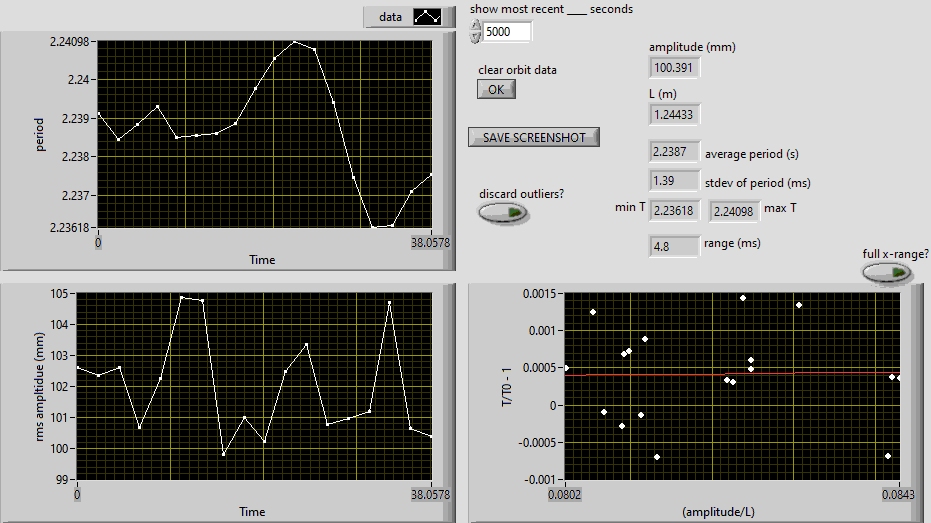 data
2.24098
2.24
2.239
2.238
2.237
2.23618
period
0
38.0578
Time
show most recent ____ seconds
5000
clear orbit data
OK
SAVE SCREENSHOT
discard outliers?
amplitude (mm)
100.391
L (m)
1.24433
2.2387 average period (s)
1.39 stdev of period (ms)
min T 2.23618 2.24098 max T
4.8 range (ms)
full x-range?
105
104
103
102
101
100
99
rms ampltidue (mm)
0
38.0578
Time
0.0015
0.001
0.0005
0
-0.0005
-0.001
T/T0 - 1
0.0802
0.0843
(amplitude/L)